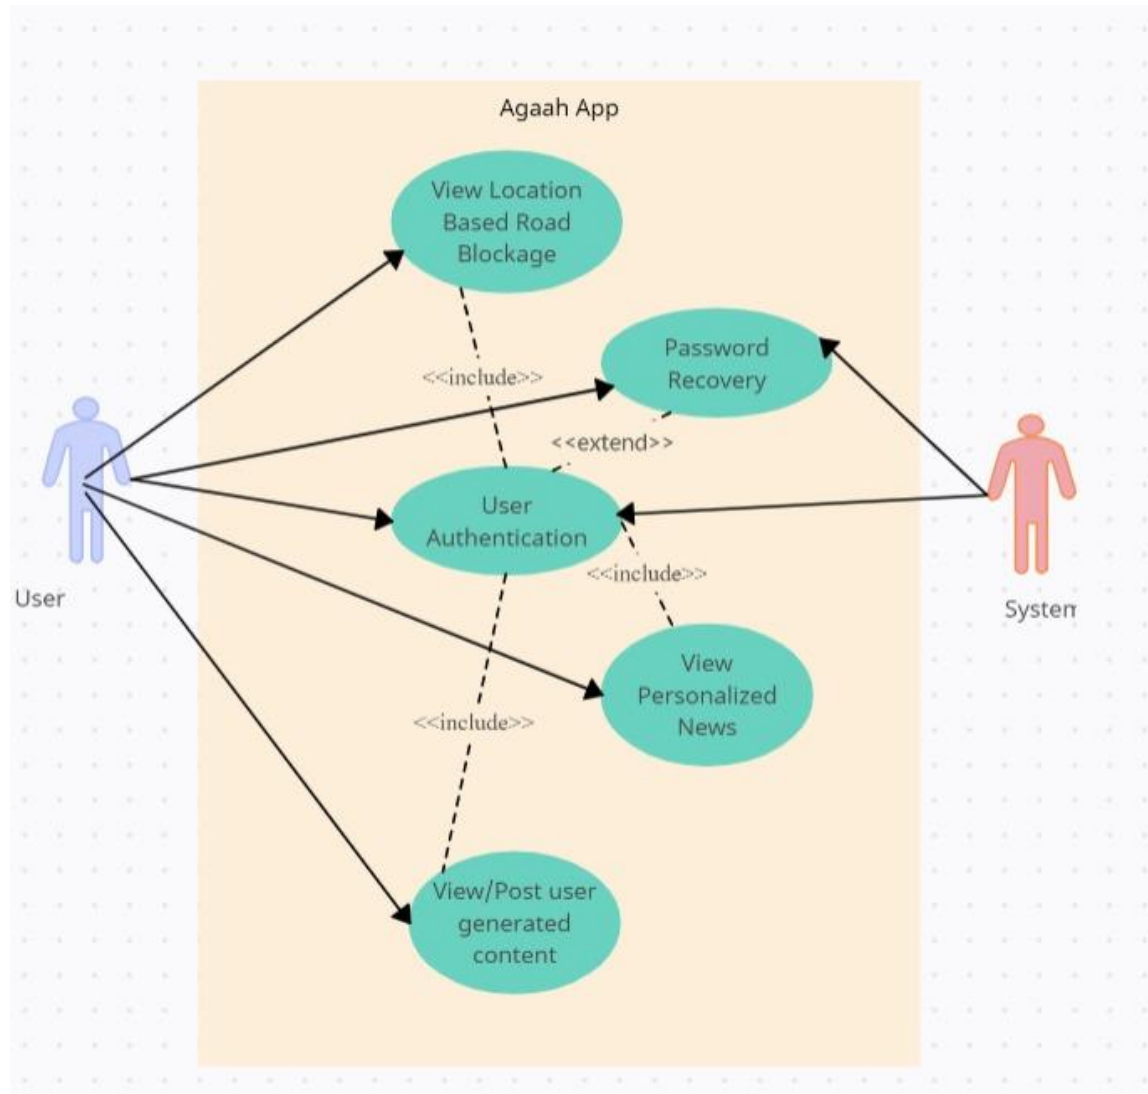 Agaah App
View Location
Based Road
Blockage
Password
Recovery
<<include>>
<<extend>>
User
Authentication
<<include>>
User
System
View
Personalized
News
<<include>>
View/Post user
generated
content